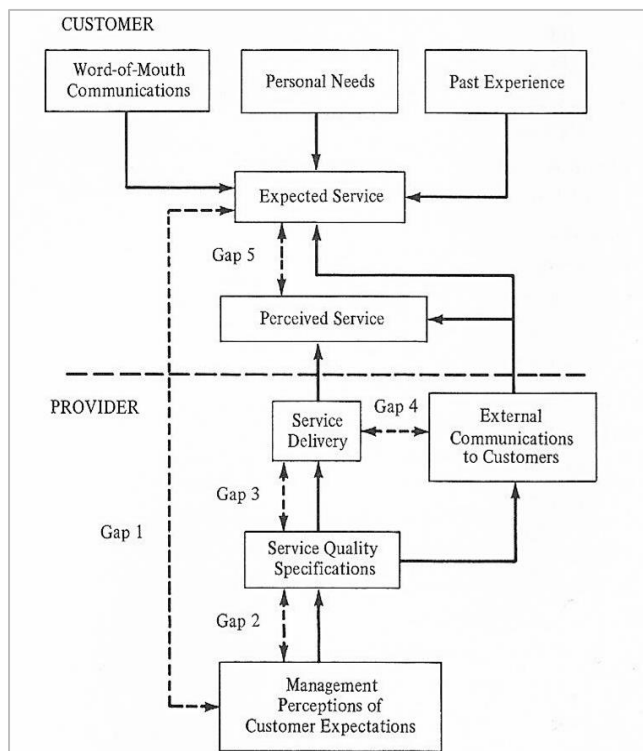 CUSTOMER
Word-of-Mouth
Communications
Personal Needs
Past Experience
Expected Service
Gap 5
Perceived Service
PROVIDER
Service
Delivery
Gap 4
External
Communications
to Customers
Gap 3
Gap 1
Service Quality
Specifications
Gap 2
Management
Perceptions of
Customer Expectations